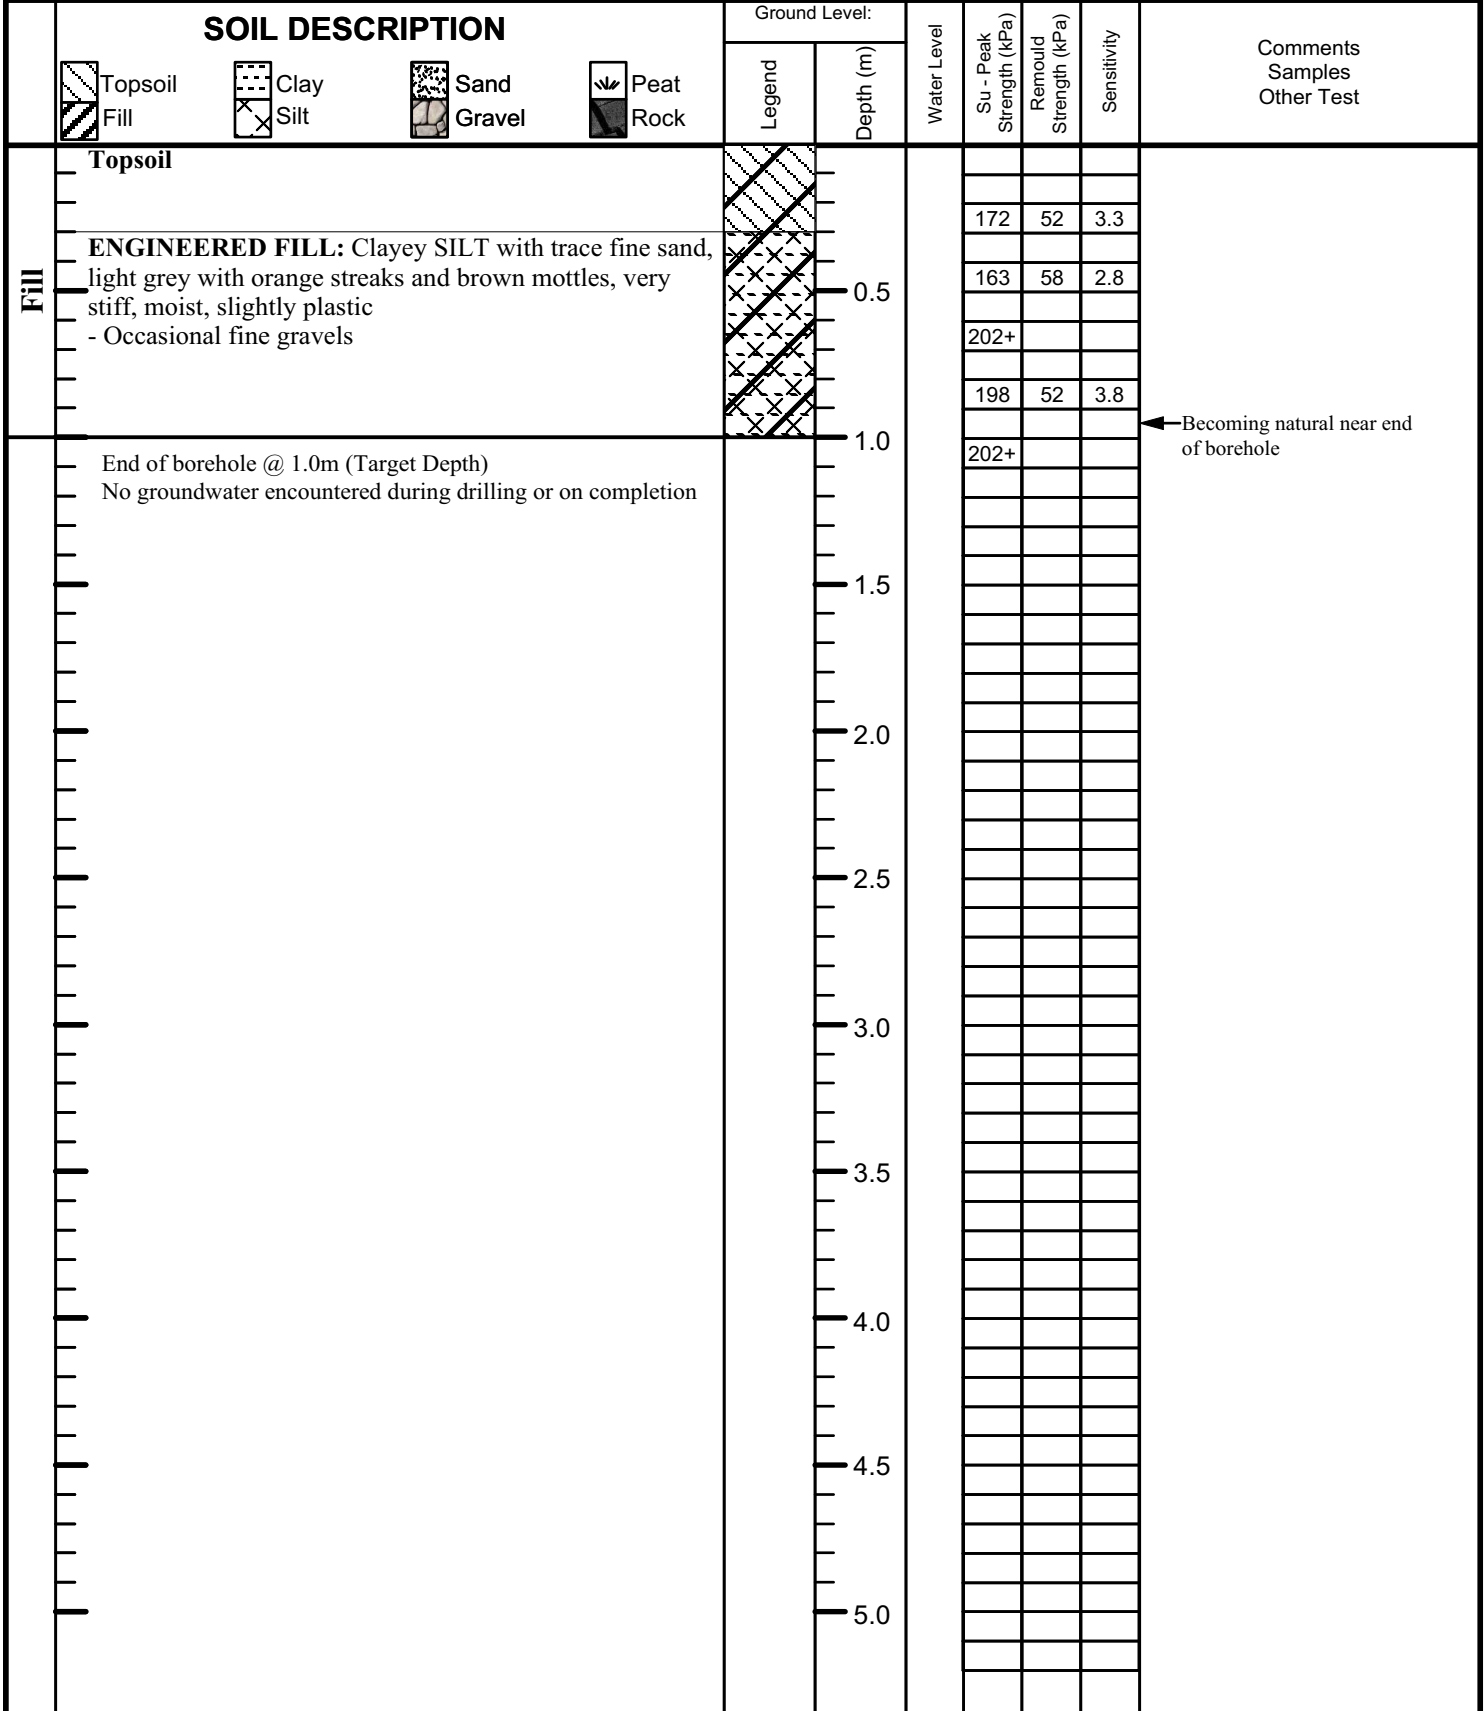 SOIL DESCRIPTION
Topsoil
Clay
Sand
Peat
Fill
Silt
Gravel
Rock
Ground Level:
Legend
Depth (m)
Water Level
Su - Peak
Strength (kPa)
Remould
Strength (kPa)
Sensitivity
Comments
Samples
Other Test
Fill
Topsoil
172 52 3.3
ENGINEERED FILL: Clayey SILT with trace fine sand,
light grey with orange streaks and brown mottles, very
stiff, moist, slightly plastic
- Occasional fine gravels
0.5
163 58 2.8
202+
198 52 3.8
Becoming natural near end
of borehole
1.0
202+
End of borehole @ 1.0m (Target Depth)
No groundwater encountered during drilling or on completion
1.5
2.0
2.5
3.0
3.5
4.0
4.5
5.0